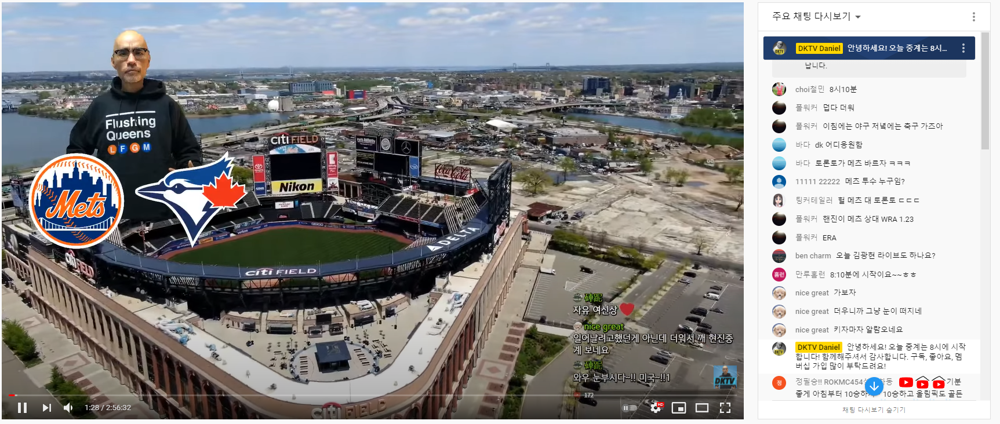 Flushing
Queens
L F G M
Mets
citi FIELD
citi
Nikon
Coca-Cola
DELTA
citi FIELD
citi FIELD
citi FIELD
자유 여신상
nice great
일어날려고했던게 아닌데 더워서 깨 현진중
계 보네요
와우 눈부시다~!! 미국~!!1
DKTV
172
1:28 / 2:56:32
HD
주요 채팅 다시보기
DKTV Daniel 안녕하세요! 오늘 중계는 8시...
납니다.
choi철민 8시10분
폴워커 덥다 더워
폴워커 이침에는 야구 저녁에는 축구 가즈아
바다 dk 어디응원함
바다 토론토가 메츠 바르자 ㅋㅋㅋ
11111 22222 메츠 투수 누구임?
팅커테일러 헐 메츠 대 토론토 ㄷㄷㄷ
폴워커 핸진이 메츠 상대 WRA 1.23
폴워커 ERA
ben charm 오늘 김광현 라이브도 하나요?
홈런 만루홈런 8:10분에 시작이요~~ㅎㅎ
nice great 가보자
nice great 더우니까 그냥 눈이 떠지네
nice great 키자마자 알람오네요
DKTV Daniel 안녕하세요! 오늘 중계는 8시에 시작
합니다! 함께해주셔서 감사합니다. 구독, 좋아요, 멤
버십 가입 많이 부탁드려요!
정 정필승!! ROKMC454 기분
좋게 아침부터 10승하 10승하고 올림픽도 골든
채팅 다시보기 숨기기